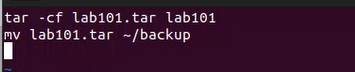 tar -cf lab101.tar lab101
mv lab101.tar ~/backup
~